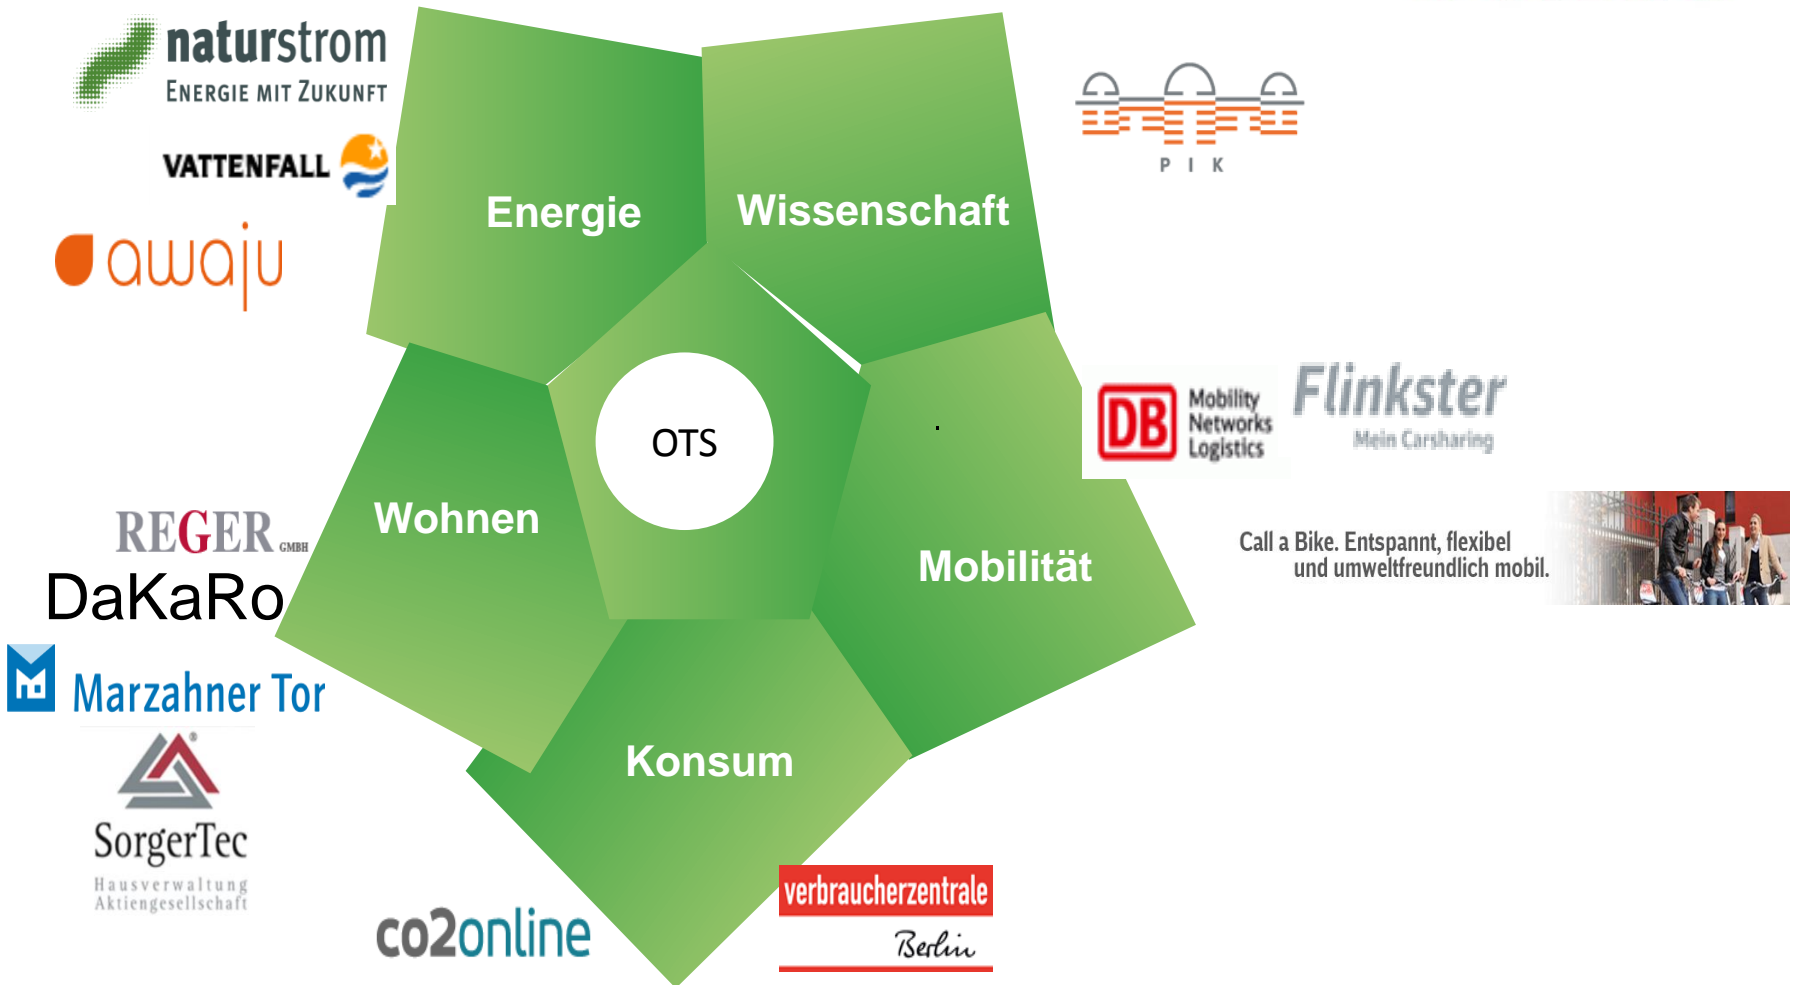 naturstrom
ENERGIE MIT ZUKUNFT
VATTENFALL
awaju
Energie
Wissenschaft
P I K
OTS
.
DB
Mobility
Networks
Logistics
Flinkster
Mein Carsharing
Call a Bike. Entspannt, flexibel
und umweltfreundlich mobil.
Wohnen
Mobilität
REGER GMBH
DaKaRo
Marzahner Tor
SorgerTec
®
Hausverwaltung
Aktiengesellschaft
Konsum
co2online
verbraucherzentrale
Berlin